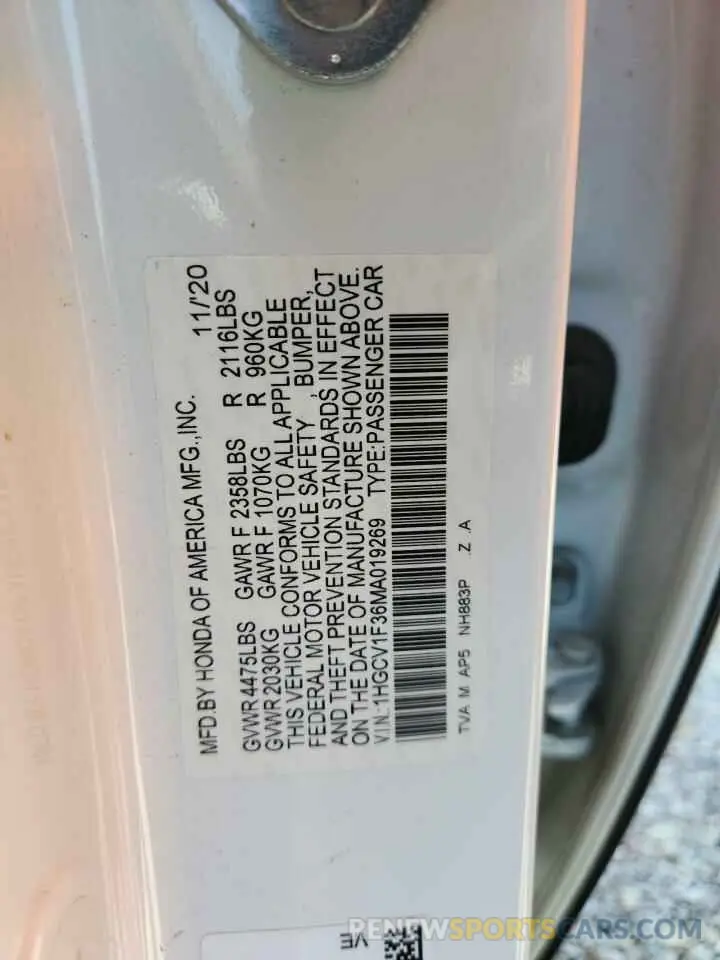 MFD.BY HONDA OF AMERICA MFG.,INC. 11/'20
GVWR 4475LBS GAWR F 2358LBS R 2116LBS
GVWR 2030KG GAWR F 1070KG R 960KG
THIS VEHICLE CONFORMS TO ALL APPLICABLE
FEDERAL MOTOR VEHICLE SAFETY , BUMPER,
AND THEFT PREVENTION STANDARDS IN EFFECT
ON THE DATE OF MANUFACTURE SHOWN ABOVE.
V.I.N.:1HGCV1F36MA019269 TYPE:PASSENGER CAR
TVA M AP5 NH883P .Z .A
VE
RENEWSPORTSCARS.COM